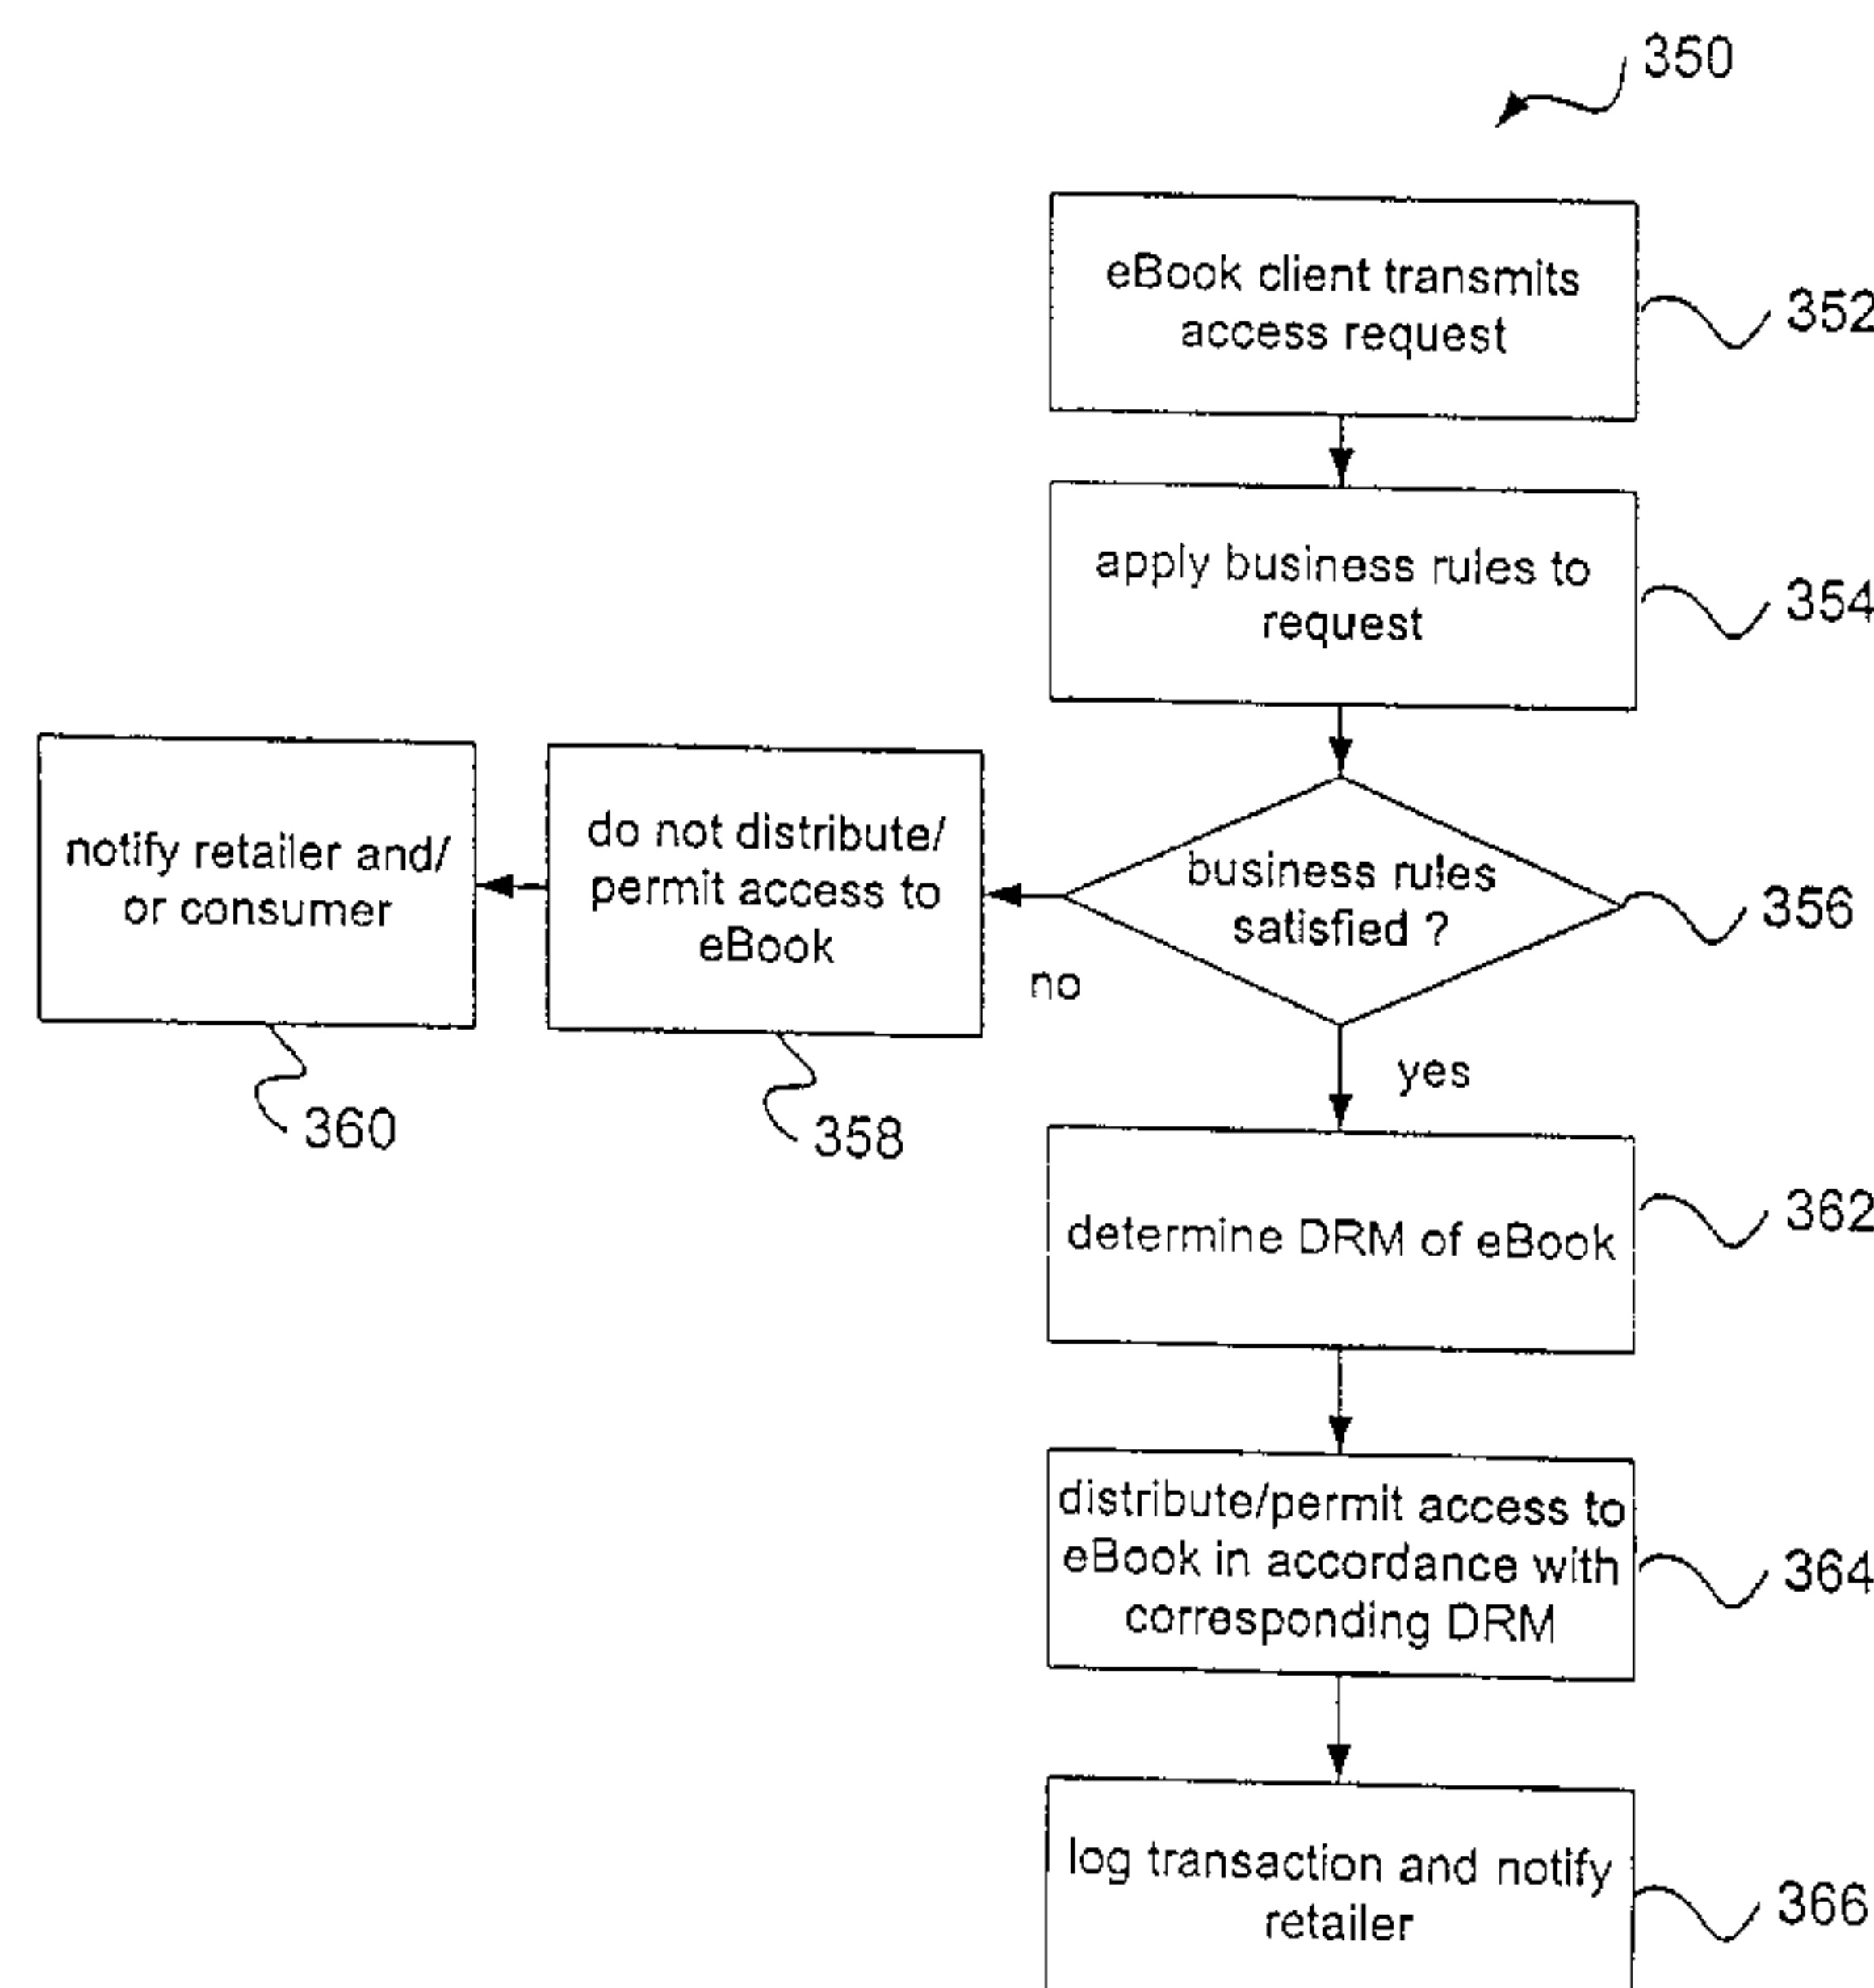 350
eBook client transmits
access request
352
apply business rules to
request
354
business rules
satisfied ?
356
no
do not distribute/
permit access to
eBook
358
notify retailer and/
or consumer
360
yes
determine DRM of eBook
362
distribute/permit access to
eBook in accordance with
corresponding DRM
364
log transaction and notify
retailer
366